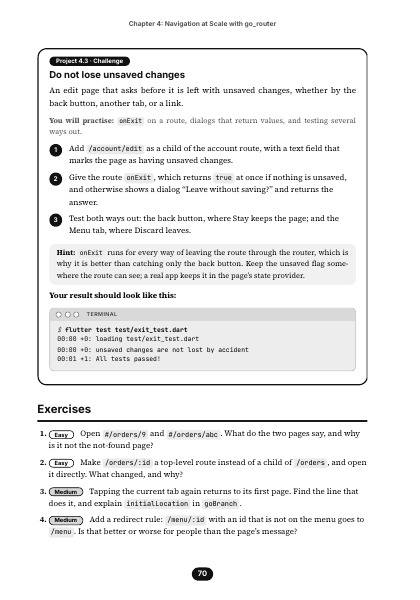 Chapter 4: Navigation at Scale with go_router
Project 4.3 · Challenge
Do not lose unsaved changes
An edit page that asks before it is left with unsaved changes, whether by the
back button, another tab, or a link.
You will practise: onExit on a route, dialogs that return values, and testing several
ways out.
1 Add /account/edit as a child of the account route, with a text field that
marks the page as having unsaved changes.
2 Give the route onExit, which returns true at once if nothing is unsaved,
and otherwise shows a dialog “Leave without saving?” and returns the
answer.
3 Test both ways out: the back button, where Stay keeps the page; and the
Menu tab, where Discard leaves.
Hint: onExit runs for every way of leaving the route through the router, which is
why it is better than catching only the back button. Keep the unsaved flag some-
where the route can see; a real app keeps it in the page’s state provider.
Your result should look like this:
TERMINAL
$ flutter test test/exit_test.dart
00:00 +0: loading test/exit_test.dart
00:00 +0: unsaved changes are not lost by accident
00:01 +1: All tests passed!
Exercises
1. Easy Open #/orders/9 and #/orders/abc. What do the two pages say, and why
is it not the not-found page?
2. Easy Make /orders/:id a top-level route instead of a child of /orders, and open
it directly. What changed, and why?
3. Medium Tapping the current tab again returns to its first page. Find the line that
does it, and explain initialLocation in goBranch.
4. Medium Add a redirect rule: /menu/:id with an id that is not on the menu goes to
/menu. Is that better or worse for people than the page’s message?
70